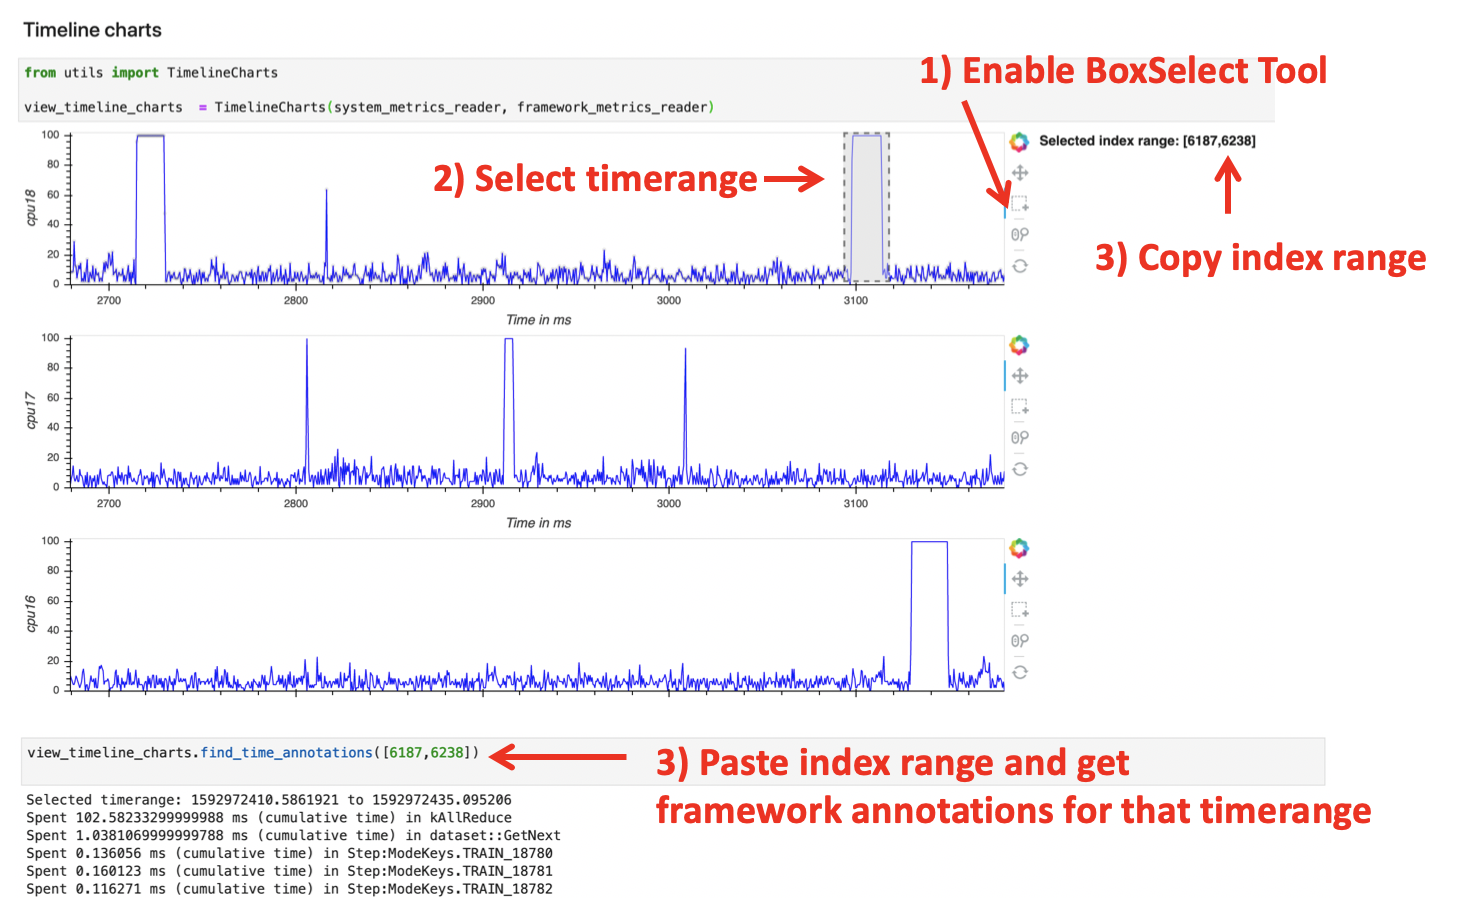 Timeline charts
from utils import TimelineCharts
view_timeline_charts = TimelineCharts(system_metrics_reader, framework_metrics_reader)
1) Enable BoxSelect Tool
Selected index range: [6187,6238]
2) Select timerange
3) Copy index range
100
80
60
40
20
0
cpu18
2700
2800
2900
3000
3100
Time in ms
100
80
60
40
20
0
cpu17
2700
2800
2900
3000
3100
Time in ms
100
80
60
40
20
0
cpu16
view_timeline_charts.find_time_annotations([6187,6238])
3) Paste index range and get
framework annotations for that timerange
Selected timerange: 1592972410.5861921 to 1592972435.095206
Spent 102.58233299999988 ms (cumulative time) in kAllReduce
Spent 1.0381069999999788 ms (cumulative time) in dataset::GetNext
Spent 0.136056 ms (cumulative time) in Step:ModeKeys.TRAIN_18780
Spent 0.160123 ms (cumulative time) in Step:ModeKeys.TRAIN_18781
Spent 0.116271 ms (cumulative time) in Step:ModeKeys.TRAIN_18782